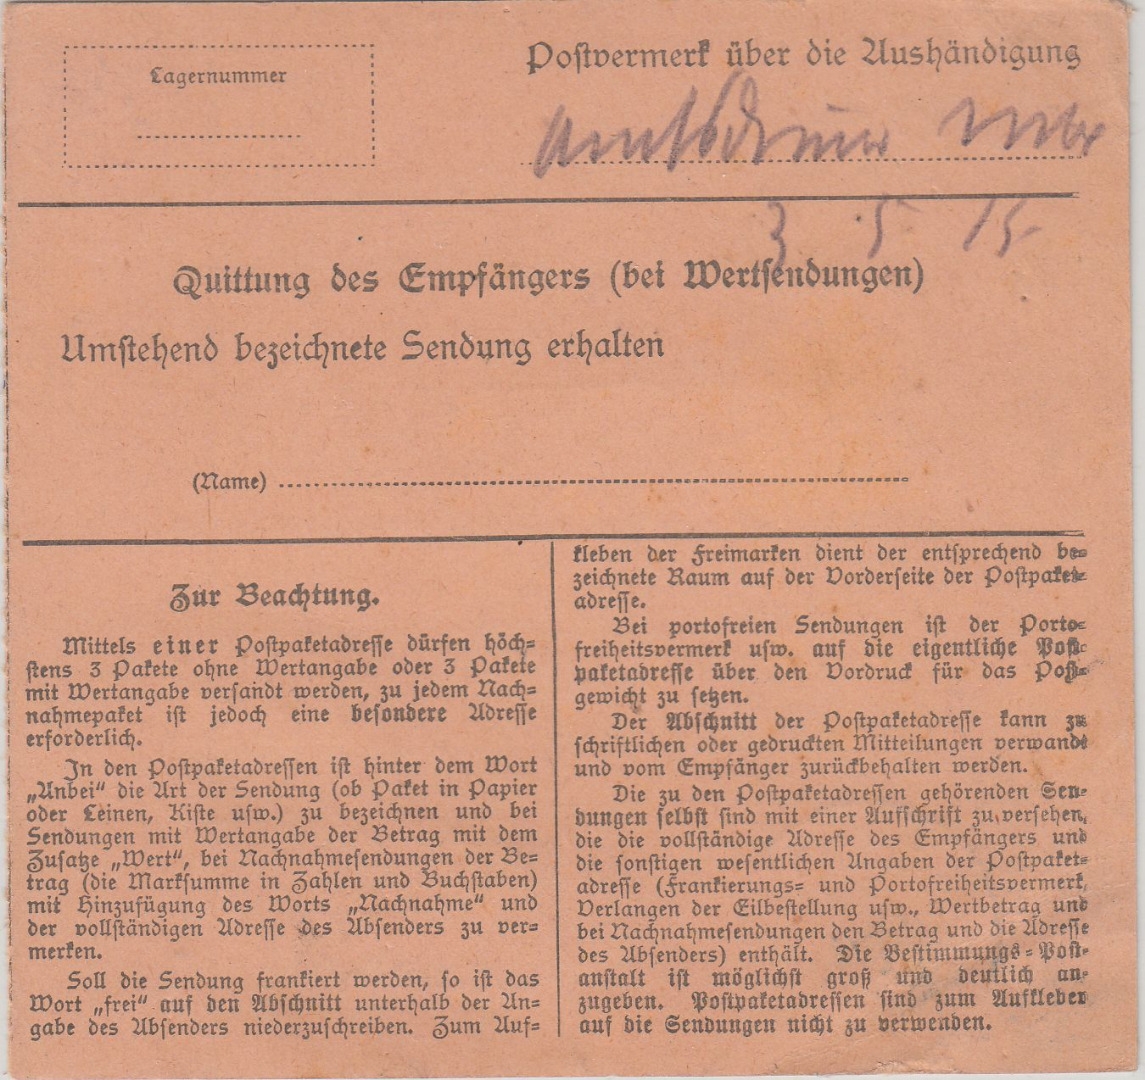 Lagernummer
Postvermerk über die Aushändigung
3 . 5 15
Quittung des Empfängers (bei Wertsendungen)
Umstehend bezeichnete Sendung erhalten
(Name)
Zur Beachtung.
Mittels einer Postpaketadresse dürfen höch-
stens 3 Pakete ohne Wertangabe oder 3 Pakete
mit Wertangabe versandt werden, zu jedem Nach-
nahmepaket ist jedoch eine besondere Adresse
erforderlich.
In den Postpaketadressen ist hinter dem Wort
„Anbei“ die Art der Sendung (ob Paket in Papier
oder Leinen, Kiste usw.) zu bezeichnen und bei
Sendungen mit Wertangabe der Betrag mit dem
Zusatze „Wert“, bei Nachnahmesendungen der Be-
trag (die Marksumme in Zahlen und Buchstaben)
mit Hinzufügung des Worts „Nachnahme“ und
der vollständigen Adresse des Absenders zu ver-
merken.
Soll die Sendung frankiert werden, so ist das
Wort „frei“ auf den Abschnitt unterhalb der An-
gabe des Absenders niederzuschreiben. Zum Auf-
kleben der Freimarken dient der entsprechend be-
zeichnete Raum auf der Vorderseite der Postpaket-
adresse.
Bei portofreien Sendungen ist der Porto-
freiheitsvermerk usw. auf die eigentliche Post-
paketadresse über den Vordruck für das Post-
gewicht zu setzen.
Der Abschnitt der Postpaketadresse kann zu
schriftlichen oder gedruckten Mitteilungen verwandt
und vom Empfänger zurückbehalten werden.
Die zu den Postpaketadressen gehörenden Sen-
dungen selbst sind mit einer Aufschrift zu versehen,
die die vollständige Adresse des Empfängers und
die sonstigen wesentlichen Angaben der Postpaket-
adresse (Frankierungs- und Portofreiheitsvermerk,
Verlangen der Eilbestellung usw., Wertbetrag und
bei Nachnahmesendungen den Betrag und die Adresse
des Absenders) enthält. Die Bestimmungs-Post-
anstalt ist möglichst groß und deutlich an-
zugeben. Postpaketadressen sind zum Aufkleben
auf die Sendungen nicht zu verwenden.